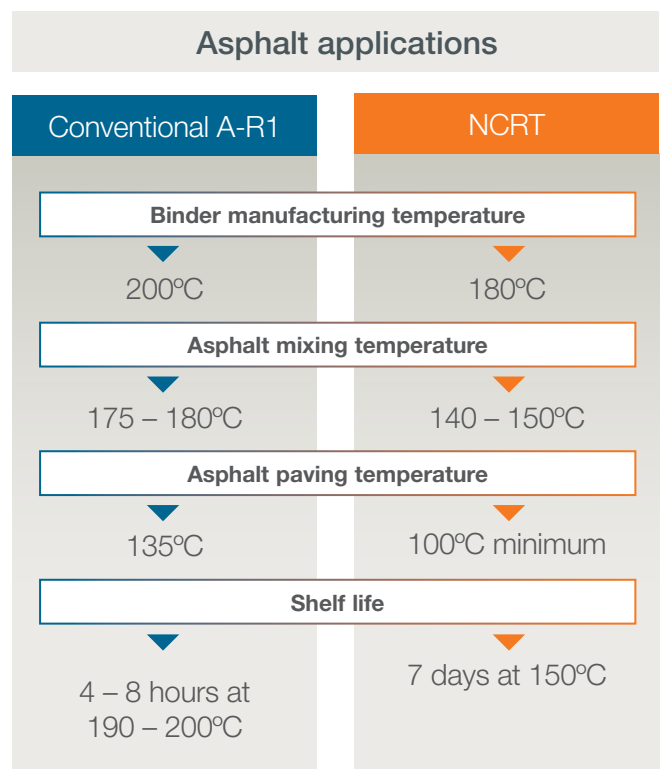 Asphalt applications
Conventional A-R1
NCRT
Binder manufacturing temperature
200ºC
180ºC
Asphalt mixing temperature
175 – 180ºC
140 – 150ºC
Asphalt paving temperature
135ºC
100ºC minimum
Shelf life
4 – 8 hours at
190 – 200ºC
7 days at 150ºC